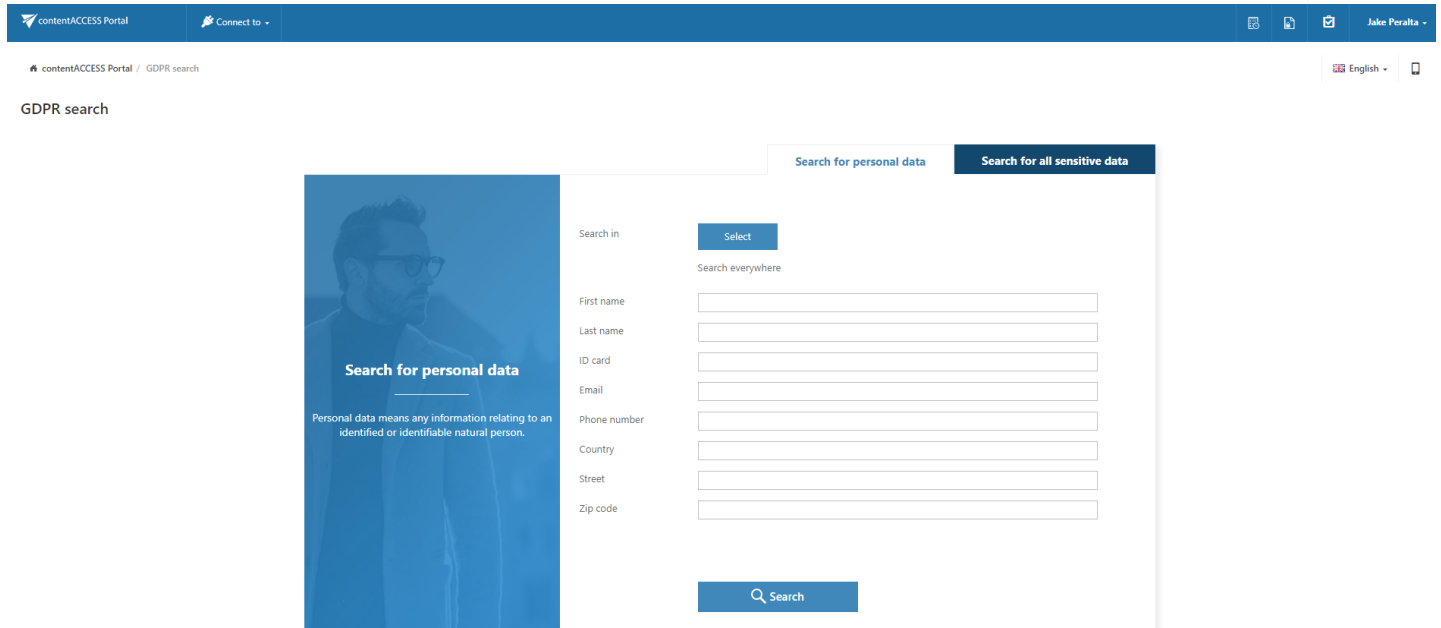 contentACCESS Portal
Connect to
Jake Peralta
contentACCESS Portal / GDPR search
English
GDPR search
Search for personal data
Search for all sensitive data
Search in
Select
Search everywhere
First name
Last name
ID card
Email
Phone number
Country
Street
Zip code
Search
Search for personal data
Personal data means any information relating to an
identified or identifiable natural person.